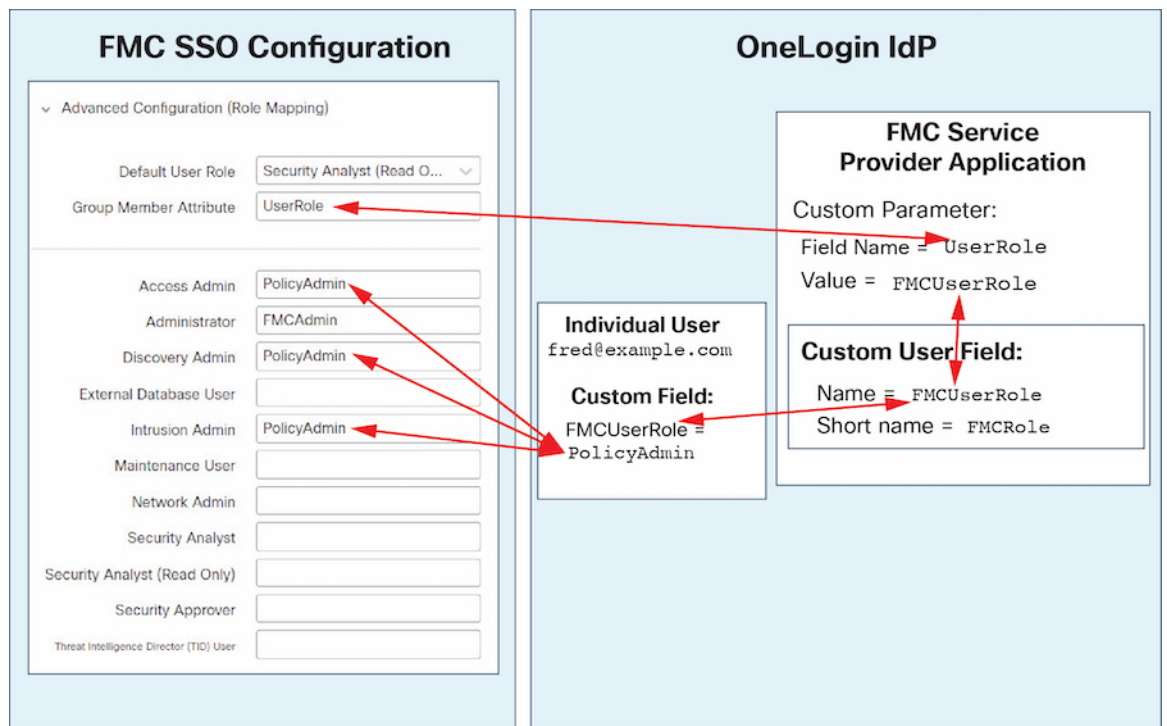 FMC SSO Configuration
Advanced Configuration (Role Mapping)
Default User Role
Security Analyst (Read O...
Group Member Attribute
UserRole
Access Admin
PolicyAdmin
Administrator
FMCAdmin
Discovery Admin
PolicyAdmin
External Database User
Intrusion Admin
PolicyAdmin
Maintenance User
Network Admin
Security Analyst
Security Analyst (Read Only)
Security Approver
Threat Intelligence Director (TID) User
OneLogin IdP
Individual User
fred@example.com
Custom Field:
FMCUserRole =
PolicyAdmin
FMC Service
Provider Application
Custom Parameter:
Field Name = UserRole
Value = FMCUserRole
Custom User Field:
Name = FMCUserRole
Short name = FMCRole